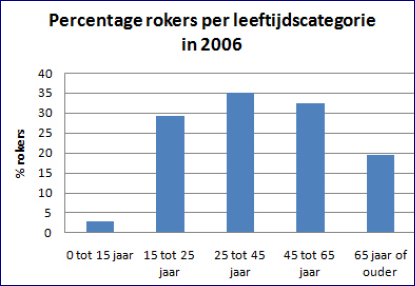 Percentage rokers per leeftijdscategorie
in 2006
% rokers
40
35
30
25
20
15
10
5
0
0 tot 15 jaar
15 tot 25
jaar
25 tot 45
jaar
45 tot 65
jaar
65 jaar of
ouder